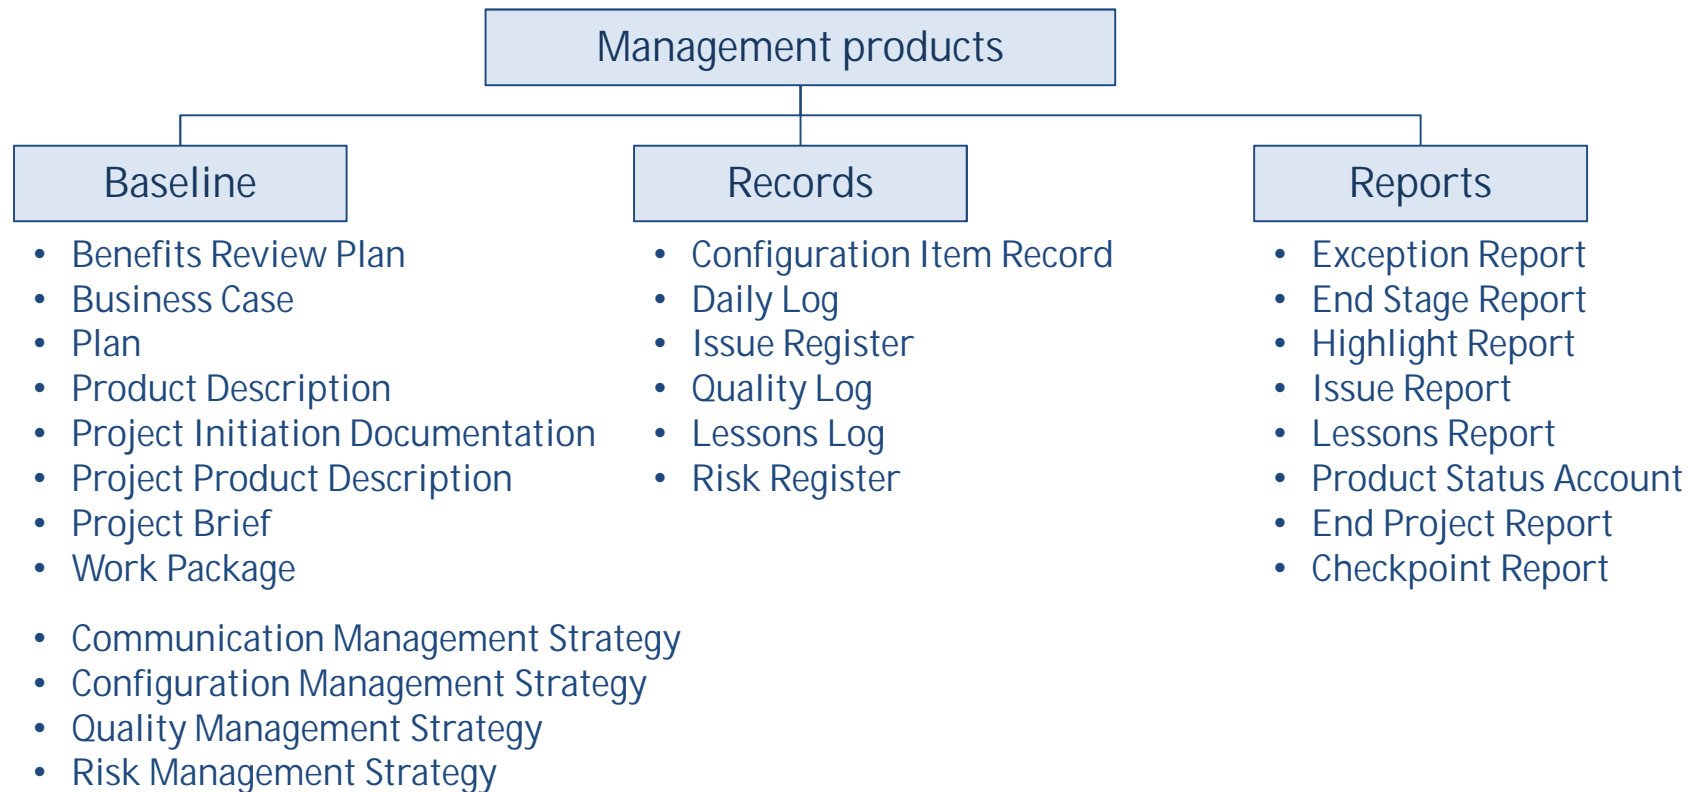 Management products
Baseline
• Benefits Review Plan
• Business Case
• Plan
• Product Description
• Project Initiation Documentation
• Project Product Description
• Project Brief
• Work Package
• Communication Management Strategy
• Configuration Management Strategy
• Quality Management Strategy
• Risk Management Strategy
Records
• Configuration Item Record
• Daily Log
• Issue Register
• Quality Log
• Lessons Log
• Risk Register
Reports
• Exception Report
• End Stage Report
• Highlight Report
• Issue Report
• Lessons Report
• Product Status Account
• End Project Report
• Checkpoint Report